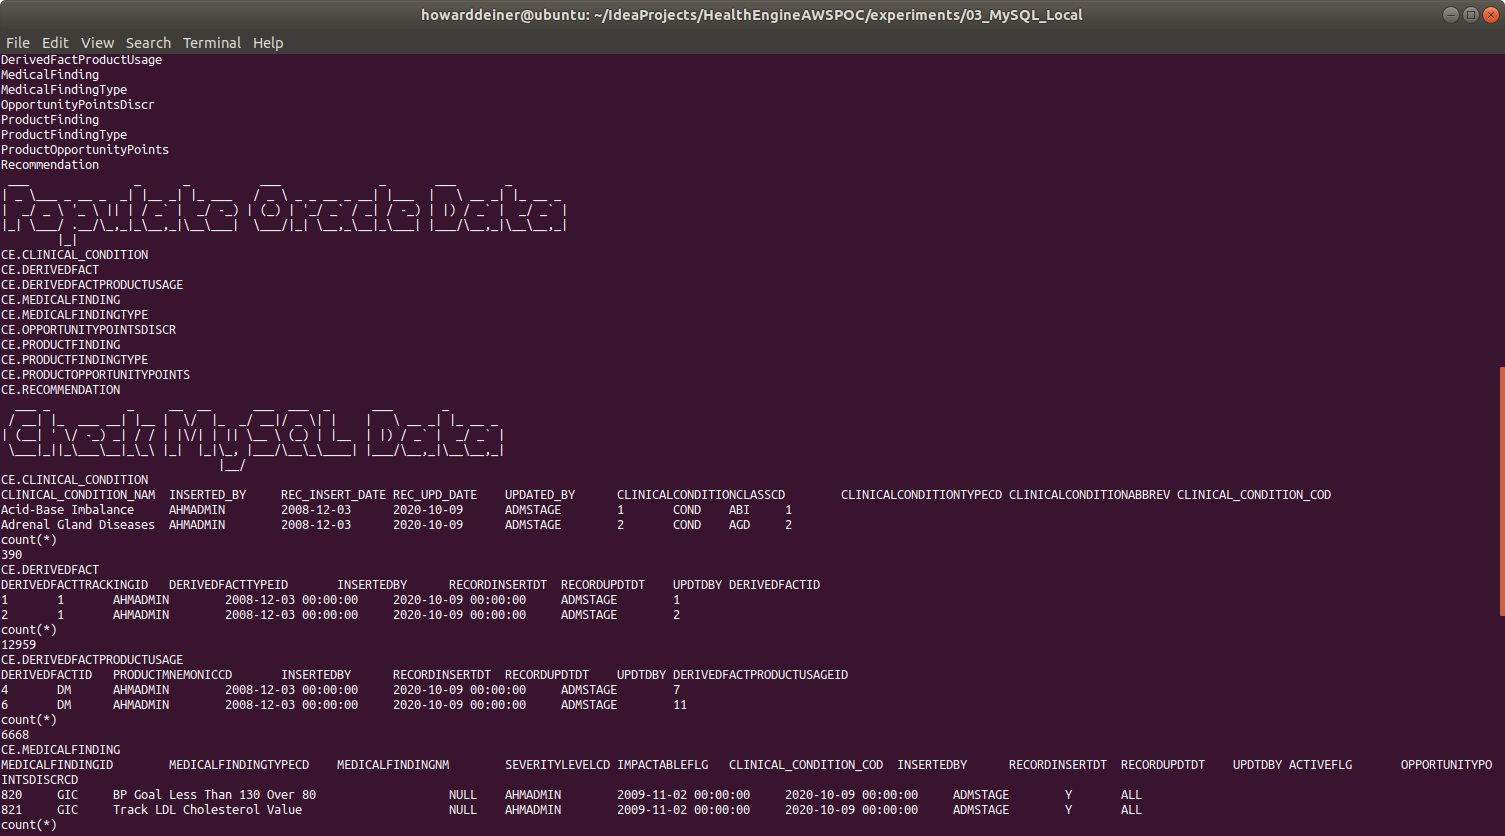 howarddeiner@ubuntu: ~/IdeaProjects/HealthEngineAWSPOC/experiments/03_MySQL_Local
File Edit View Search Terminal Help
DerivedFactProductUsage
MedicalFinding
MedicalFindingType
OpportunityPointsDiscr
ProductFinding
ProductFindingType
ProductOpportunityPoints
Recommendation
Populate Oracle Data
CE.CLINICAL_CONDITION
CE.DERIVEDFACT
CE.DERIVEDFACTPRODUCTUSAGE
CE.MEDICALFINDING
CE.MEDICALFINDINGTYPE
CE.OPPORTUNITYPOINTSDISCR
CE.PRODUCTFINDING
CE.PRODUCTFINDINGTYPE
CE.PRODUCTOPPORTUNITYPOINTS
CE.RECOMMENDATION
Check MySQL Data
CE.CLINICAL_CONDITION
CLINICAL_CONDITION_NAM INSERTED_BY REC_INSERT_DATE REC_UPD_DATE UPDATED_BY CLINICALCONDITIONCLASSCD CLINICALCONDITIONTYPECD CLINICALCONDITIONABBREV CLINICAL_CONDITION_COD
Acid-Base Imbalance AHMADMIN 2008-12-03 2020-10-09 ADMSTAGE 1 COND ABI 1
Adrenal Gland Diseases AHMADMIN 2008-12-03 2020-10-09 ADMSTAGE 2 COND AGD 2
count(*)
390
CE.DERIVEDFACT
DERIVEDFACTTRACKINGID DERIVEDFACTTYPEID INSERTEDBY RECORDINSERTDT RECORDUPDTDT UPDTDBY DERIVEDFACTID
1 1 AHMADMIN 2008-12-03 00:00:00 2020-10-09 00:00:00 ADMSTAGE 1
2 1 AHMADMIN 2008-12-03 00:00:00 2020-10-09 00:00:00 ADMSTAGE 2
count(*)
12959
CE.DERIVEDFACTPRODUCTUSAGE
DERIVEDFACTID PRODUCTMNEMONICCD INSERTEDBY RECORDINSERTDT RECORDUPDTDT UPDTDBY DERIVEDFACTPRODUCTUSAGEID
4 DM AHMADMIN 2008-12-03 00:00:00 2020-10-09 00:00:00 ADMSTAGE 7
6 DM AHMADMIN 2008-12-03 00:00:00 2020-10-09 00:00:00 ADMSTAGE 11
count(*)
6668
CE.MEDICALFINDING
MEDICALFINDINGID MEDICALFINDINGTYPECD MEDICALFINDINGNM SEVERITYLEVELCD IMPACTABLEFLG CLINICAL_CONDITION_COD INSERTEDBY RECORDINSERTDT RECORDUPDTDT UPDTDBY ACTIVEFLG OPPORTUNITYPO
INTSDISCRCD
820 GIC BP Goal Less Than 130 Over 80 NULL AHMADMIN 2009-11-02 00:00:00 2020-10-09 00:00:00 ADMSTAGE Y ALL
821 GIC Track LDL Cholesterol Value NULL AHMADMIN 2009-11-02 00:00:00 2020-10-09 00:00:00 ADMSTAGE Y ALL
count(*)